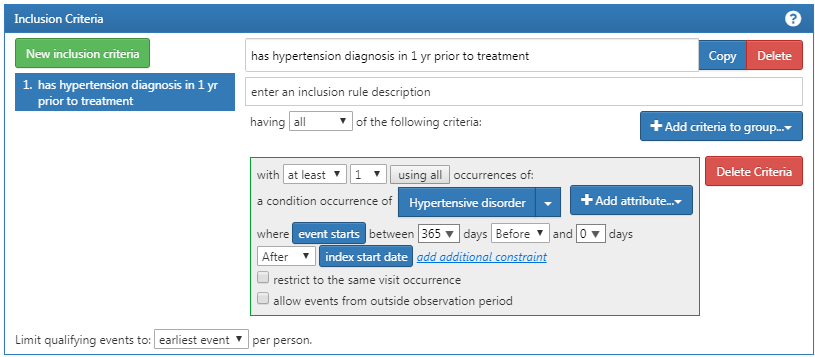 Inclusion Criteria ?
New inclusion criteria
has hypertension diagnosis in 1 yr prior to treatment Copy Delete
1. has hypertension diagnosis in 1 yr
prior to treatment
enter an inclusion rule description
having all of the following criteria: Add criteria to group...
with at least 1 using all occurrences of: Delete Criteria
a condition occurrence of Hypertensive disorder Add attribute...
where event starts between 365 days Before and 0 days
After index start date add additional constraint
restrict to the same visit occurrence
allow events from outside observation period
Limit qualifying events to: earliest event per person.